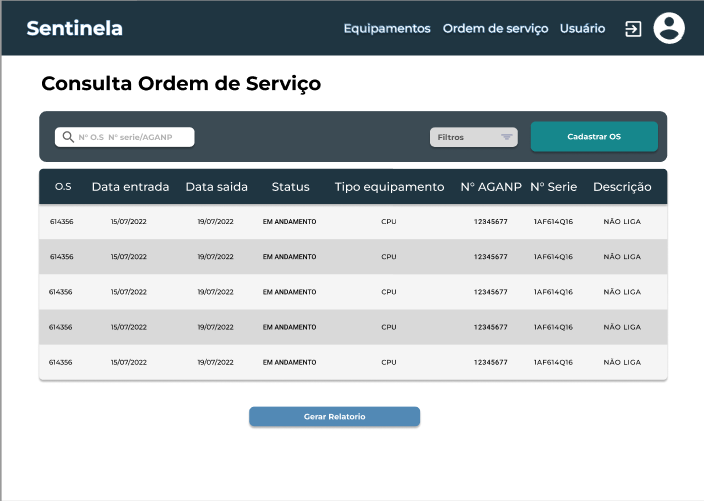 Sentinela Equipamentos Ordem de serviço Usuário
Consulta Ordem de Serviço
N° O.S N° serie/AGANP Filtros Cadastrar OS
O.S Data entrada Data saida Status Tipo equipamento N° AGANP N° Serie Descrição
614356 15/07/2022 19/07/2022 EM ANDAMENTO CPU 12345677 1AF614Q16 NÃO LIGA
614356 15/07/2022 19/07/2022 EM ANDAMENTO CPU 12345677 1AF614Q16 NÃO LIGA
614356 15/07/2022 19/07/2022 EM ANDAMENTO CPU 12345677 1AF614Q16 NÃO LIGA
614356 15/07/2022 19/07/2022 EM ANDAMENTO CPU 12345677 1AF614Q16 NÃO LIGA
614356 15/07/2022 19/07/2022 EM ANDAMENTO CPU 12345677 1AF614Q16 NÃO LIGA
Gerar Relatorio